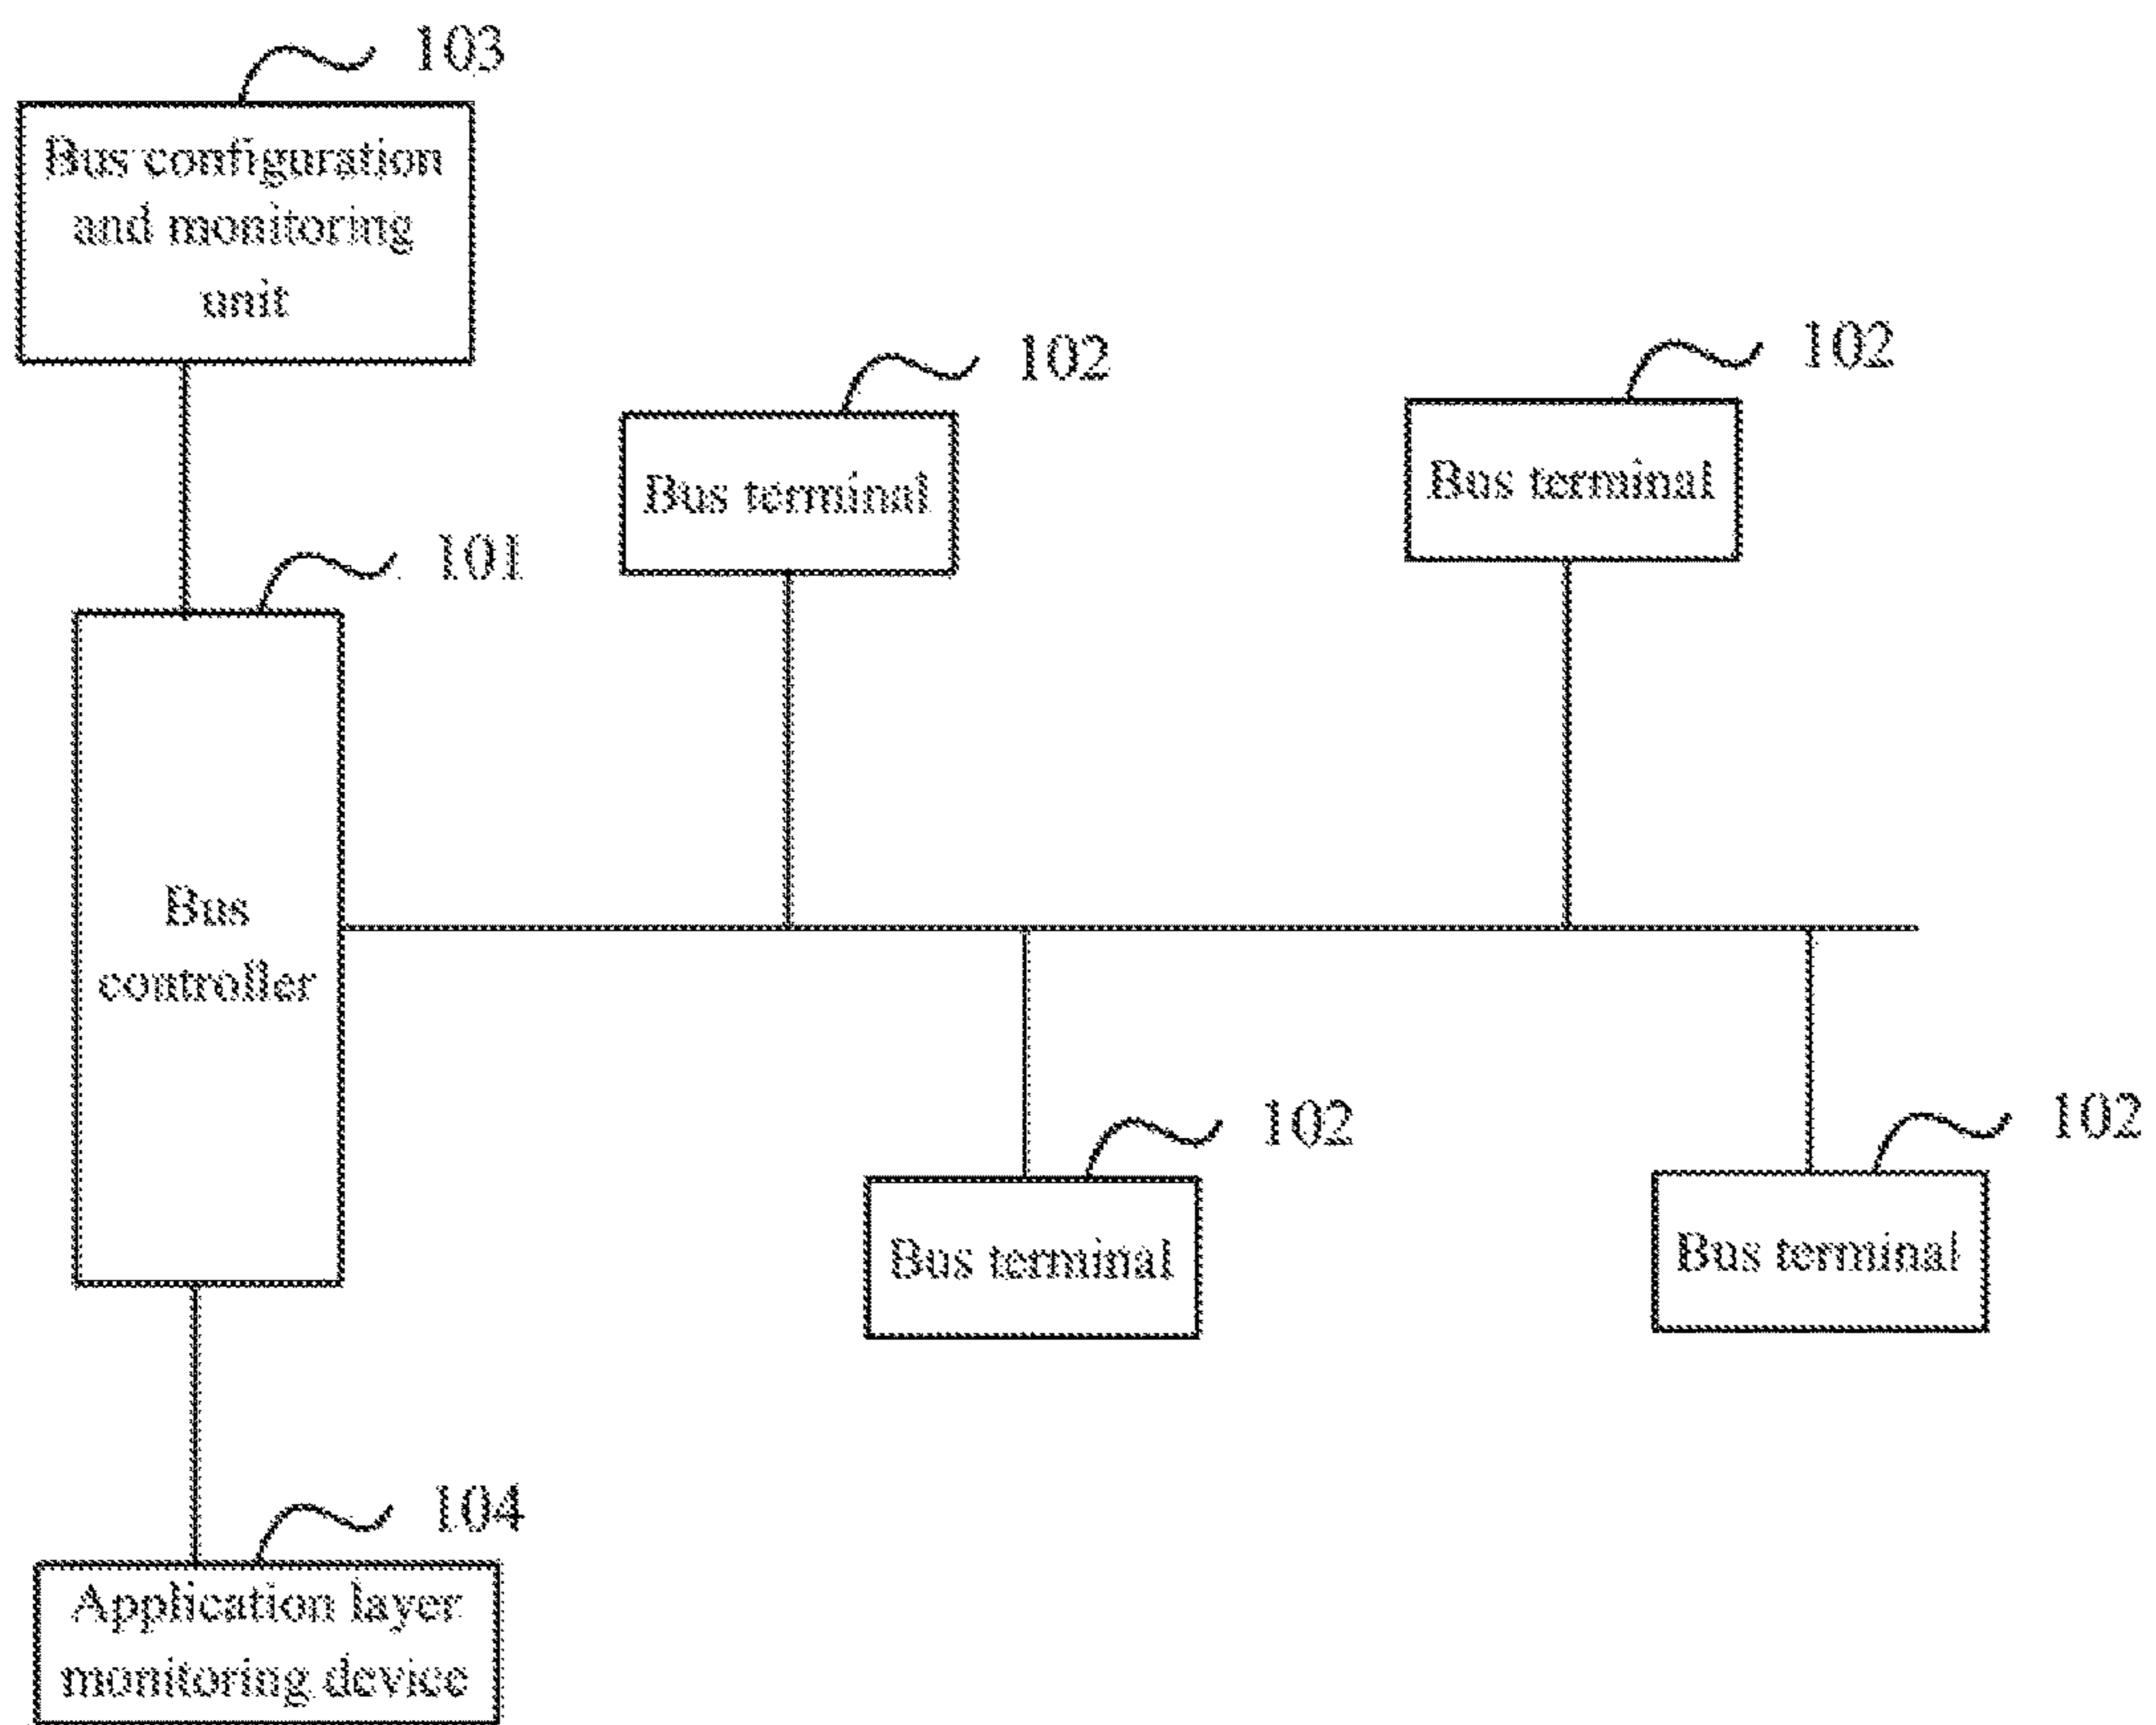 103
Bus configuration
and monitoring
unit
102
102
Bus terminal
Bus terminal
101
Bus
controller
102
102
Bus terminal
Bus terminal
104
Application layer
monitoring device